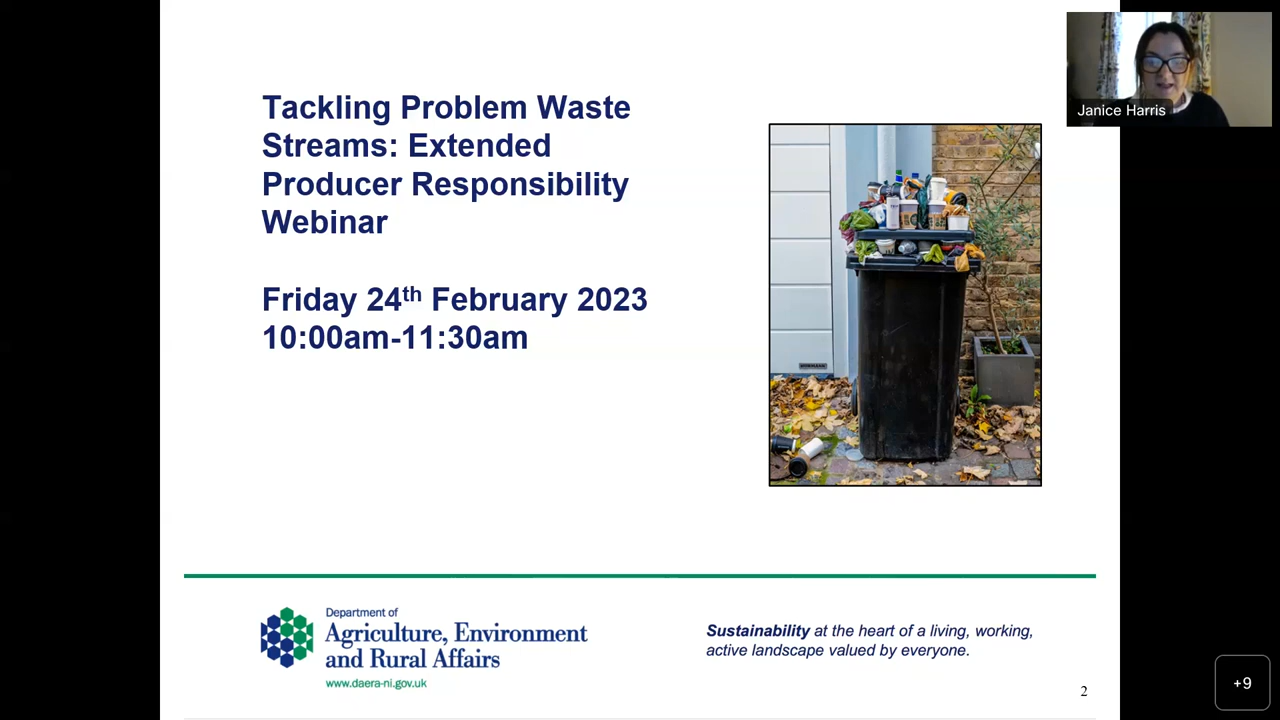 Tackling Problem Waste
Streams: Extended
Producer Responsibility
Webinar
Friday 24th February 2023
10:00am-11:30am
Janice Harris
Department of
Agriculture, Environment
and Rural Affairs
www.daera-ni.gov.uk
Sustainability at the heart of a living, working,
active landscape valued by everyone.
2
+9